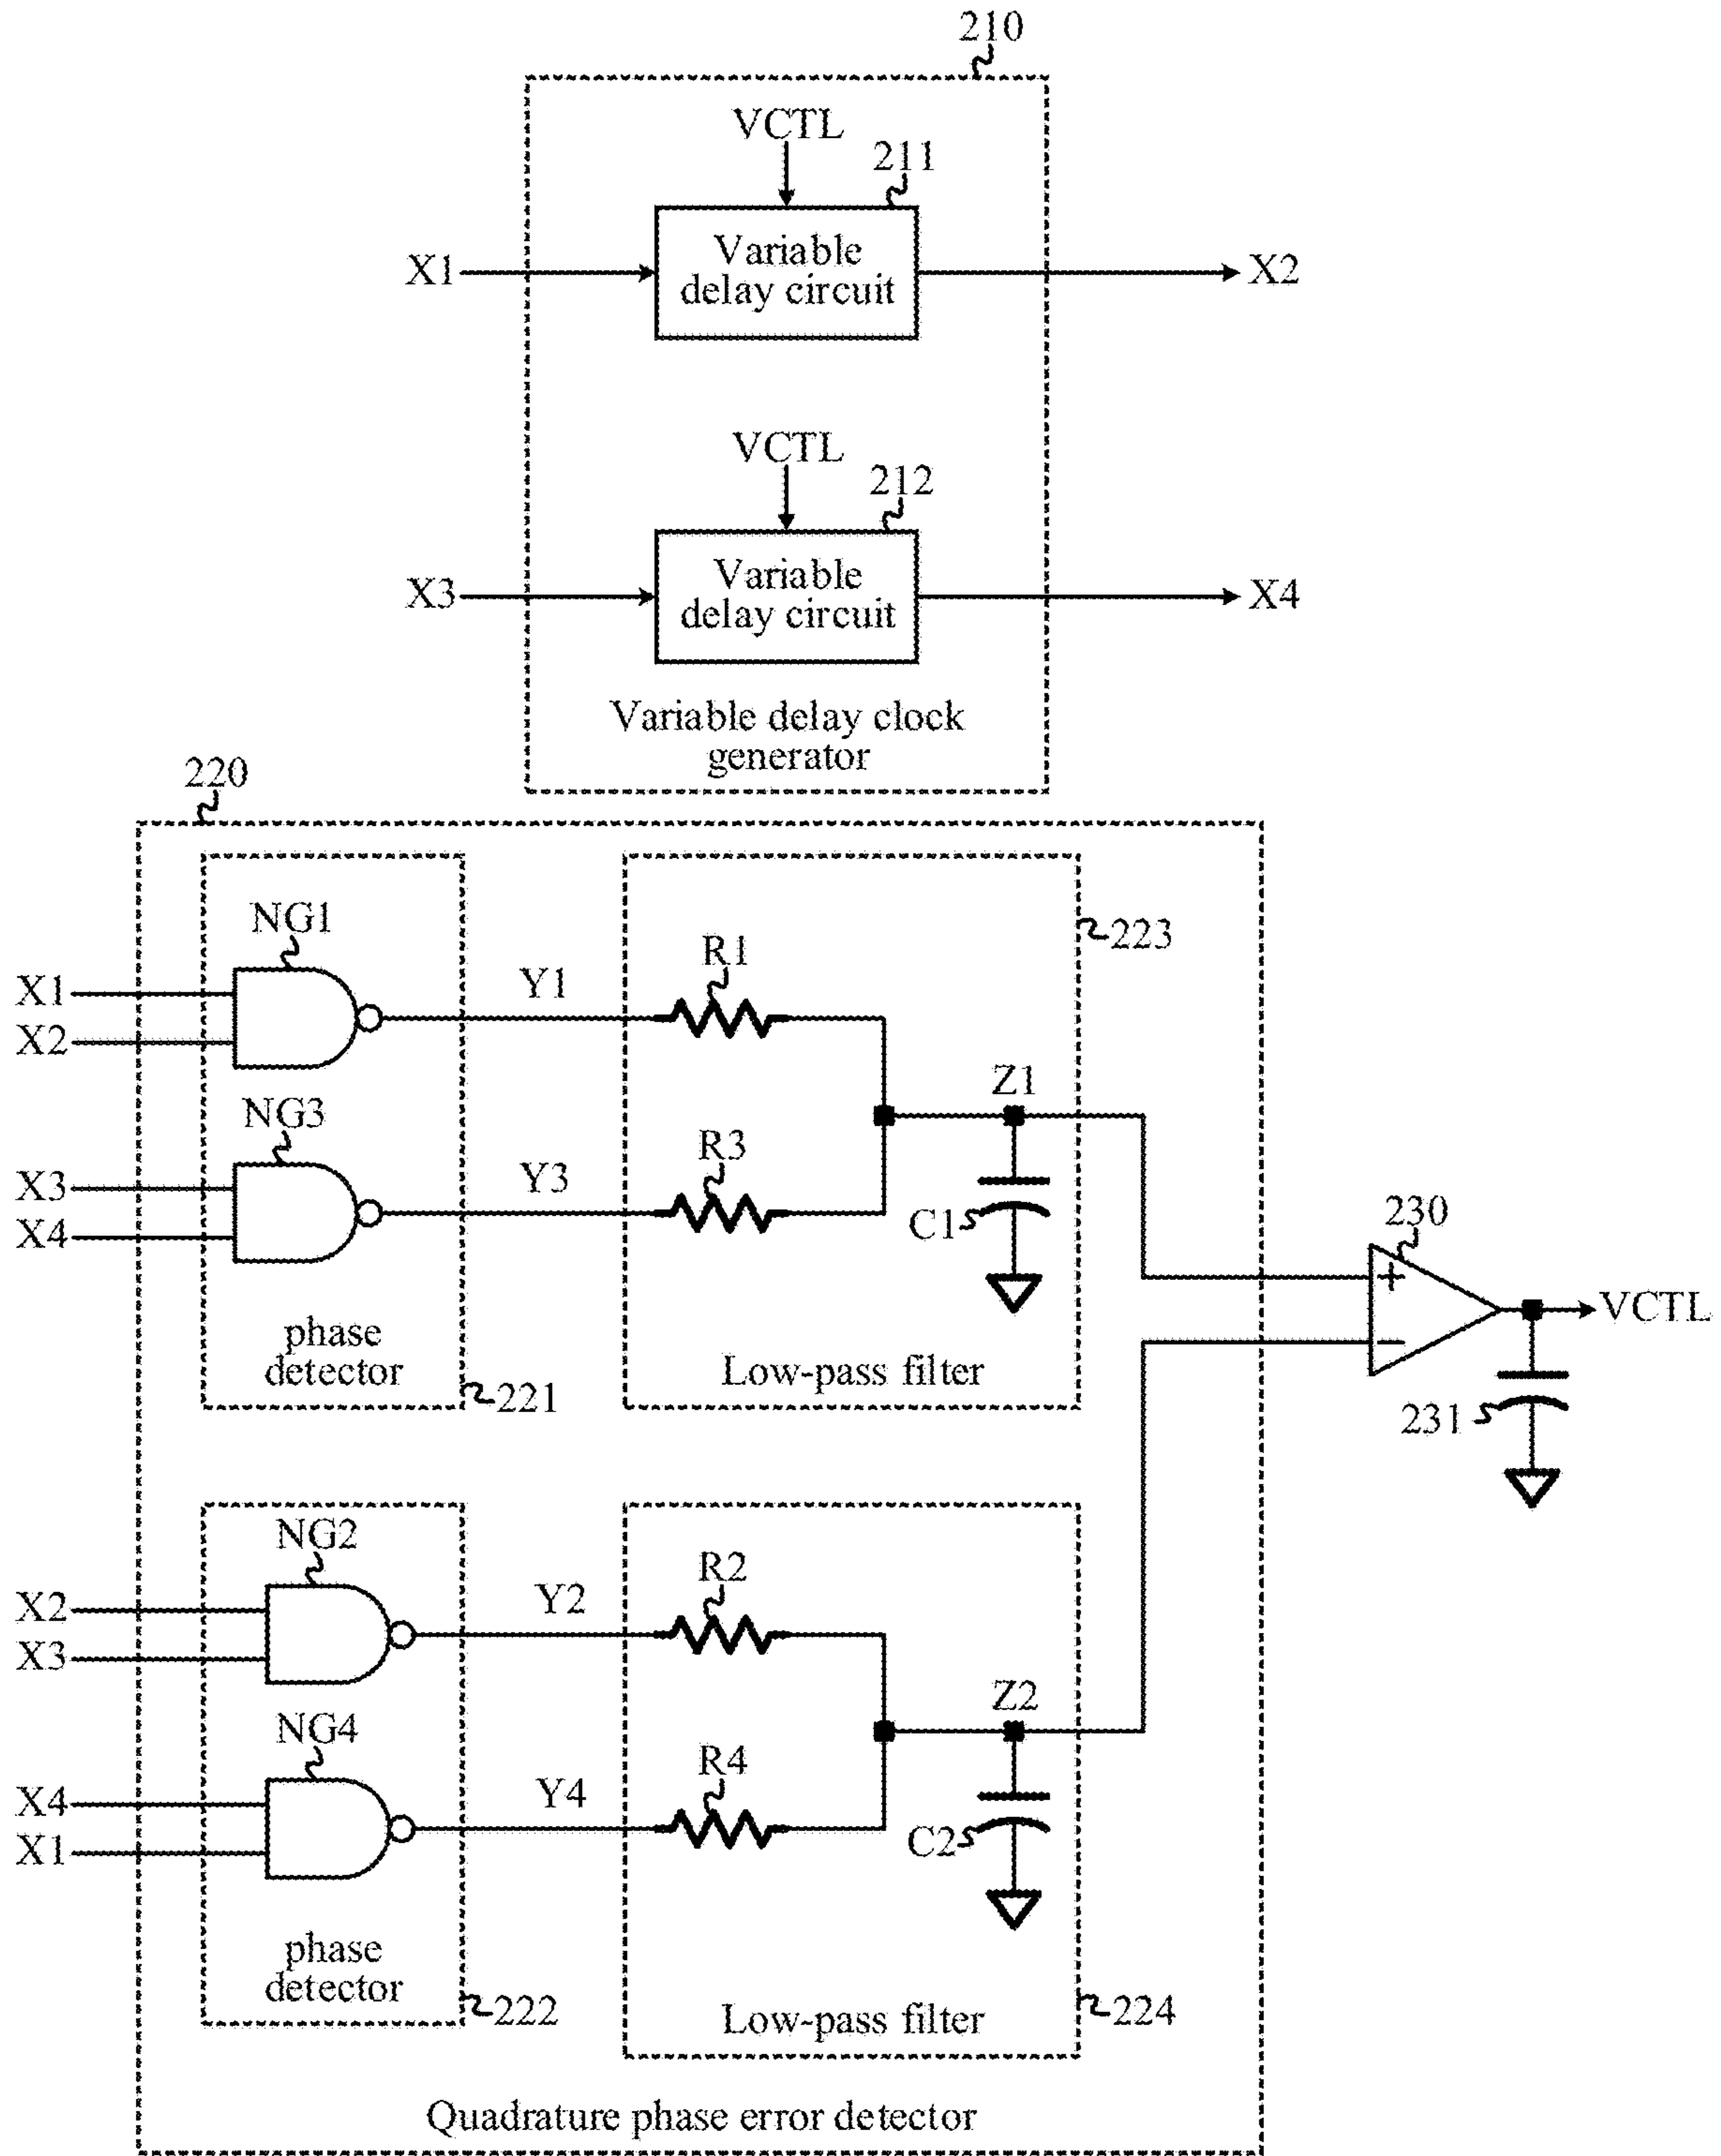 210
VCTL
211
Variable
delay circuit
X1
X2
VCTL
212
Variable
delay circuit
X3
X4
Variable delay clock
generator
220
NG1
X1
X2
Y1
R1
223
NG3
X3
X4
Y3
R3
Z1
C1
phase
detector
221
Low-pass filter
230
+
−
VCTL
231
NG2
X2
X3
Y2
R2
NG4
X4
X1
Y4
R4
Z2
C2
phase
detector
222
Low-pass filter
224
Quadrature phase error detector